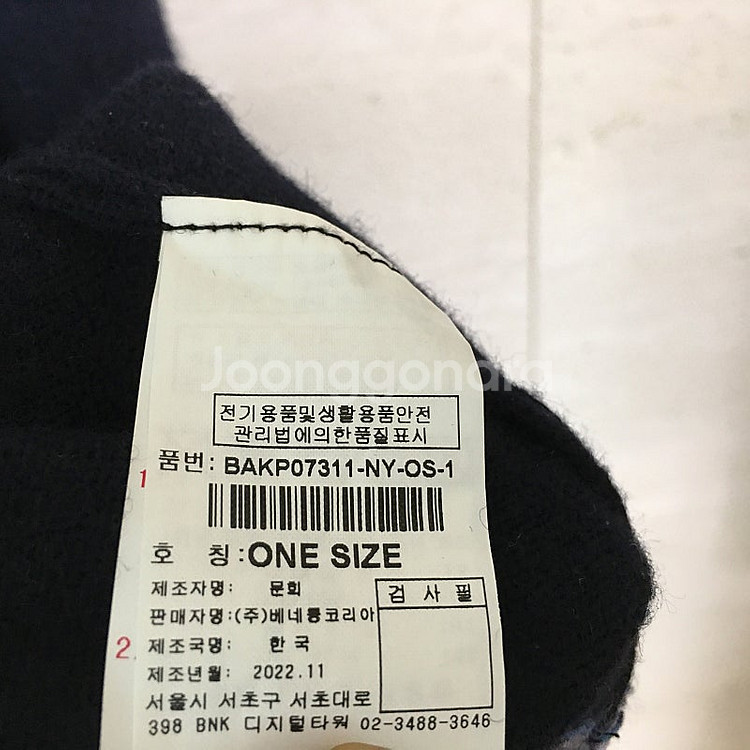 Joonggonara
전기용품및생활용품안전
관리법에의한품질표시
1 품번: BAKP07311-NY-OS-1
호 칭:ONE SIZE
제조자명: 문희
검 사 필
판매자명:(주)베네통코리아
2 제조국명: 한 국
제조년월: 2022.11
서울시 서초구 서초대로
398 BNK 디지털타워 02-3488-3646